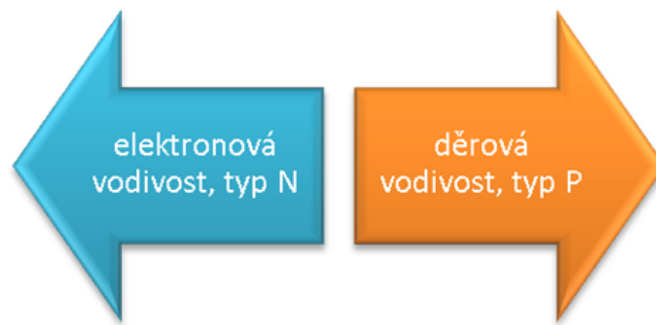 elektronová
vodivost, typ N
děrová
vodivost, typ P